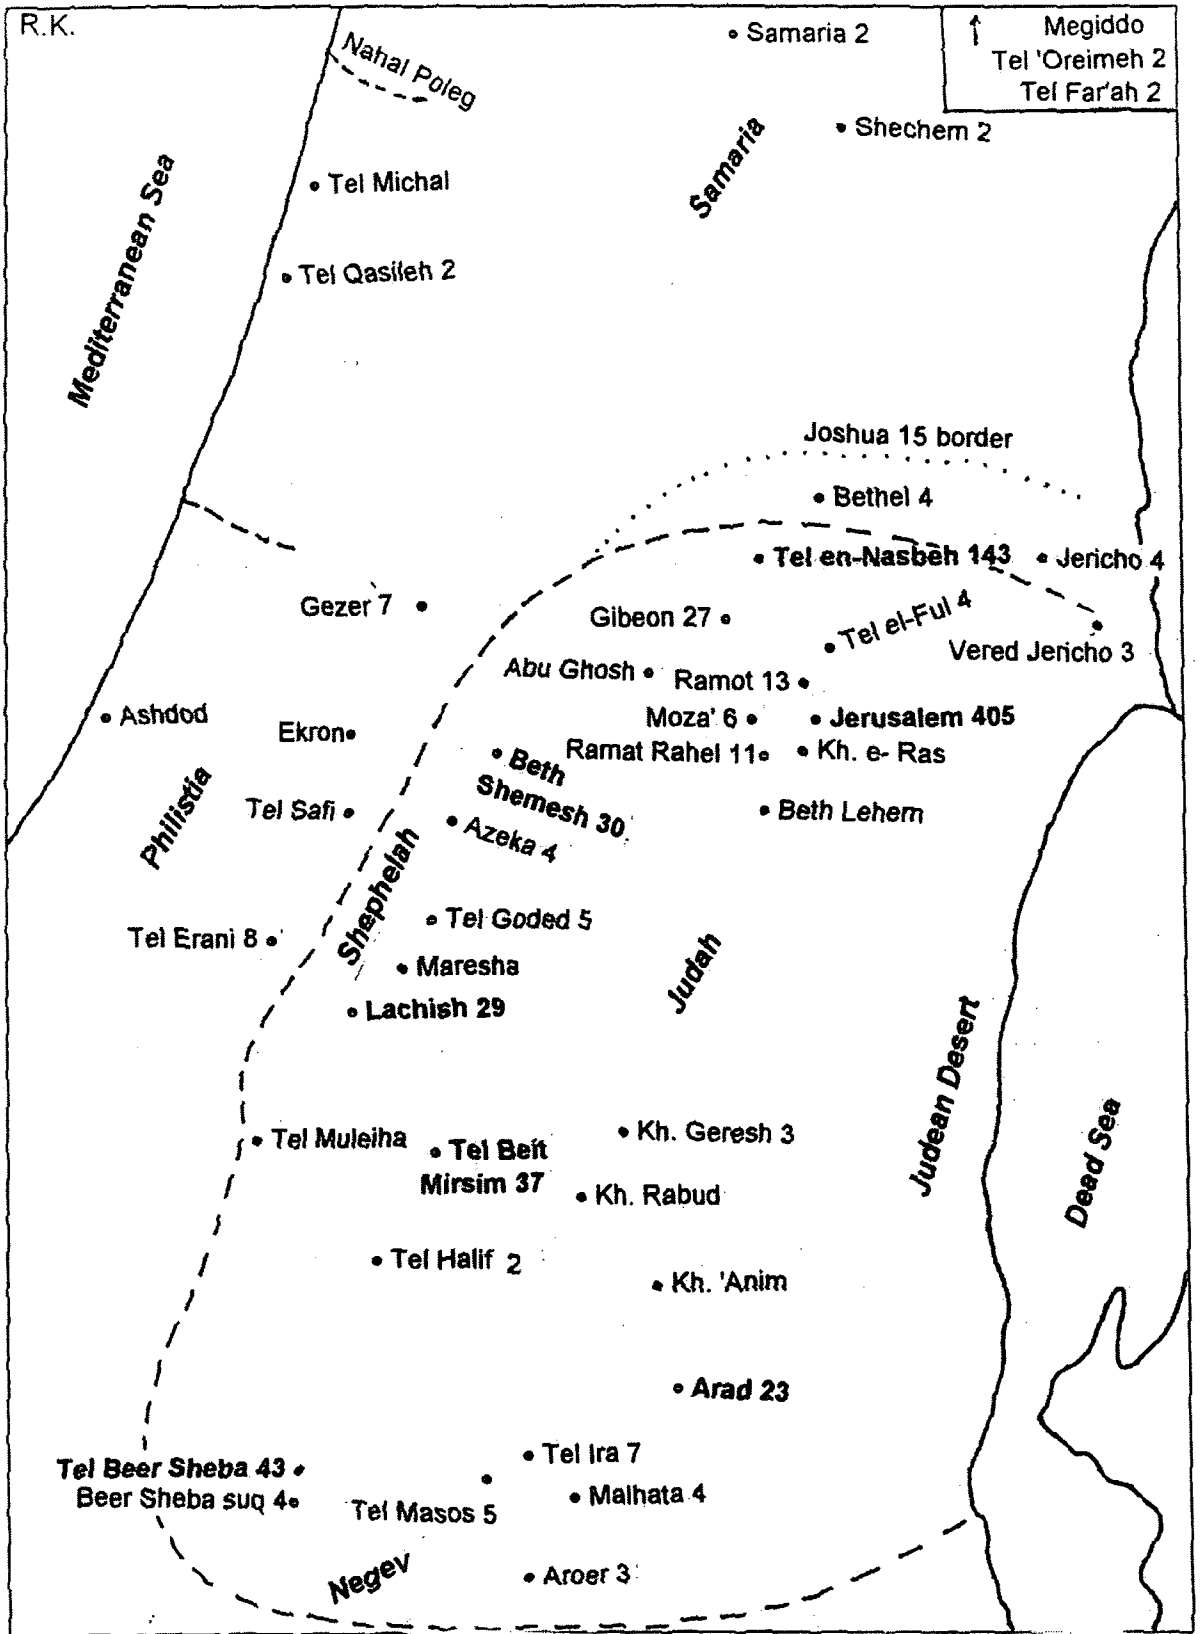 R.K.
Nahal Poleg
Samaria 2
↑ Megiddo
Tel 'Oreimeh 2
Tel Far'ah 2
Shechem 2
Samaria
Mediterranean Sea
Tel Michal
Tel Qasileh 2
Joshua 15 border
Bethel 4
Tel en-Nasbeh 143
Jericho 4
Gezer 7
Gibeon 27
Tel el-Ful 4
Vered Jericho 3
Abu Ghosh
Ramot 13
Ashdod
Ekron
Moza' 6
Jerusalem 405
Ramat Rahel 11
Kh. e- Ras
Beth
Shemesh 30
Philistia
Tel Safi
Azeka 4
Beth Lehem
Shephelah
Tel Goded 5
Tel Erani 8
Maresha
Judah
Lachish 29
Judean Desert
Dead Sea
Tel Muleiha
Tel Beit
Mirsim 37
Kh. Geresh 3
Kh. Rabud
Tel Halif 2
Kh. 'Anim
Arad 23
Tel Beer Sheba 43
Tel Ira 7
Beer Sheba suq 4
Tel Masos 5
Malhata 4
Negev
Aroer 3